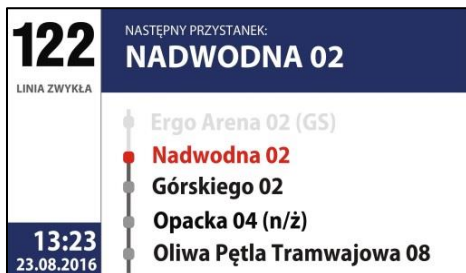 122
LINIA ZWYKŁA
NASTĘPNY PRZYSTANEK:
NADWODNA 02
Ergo Arena 02 (GS)
Nadwodna 02
Górskiego 02
Opacka 04 (n/ż)
Oliwa Pętla Tramwajowa 08
13:23
23.08.2016